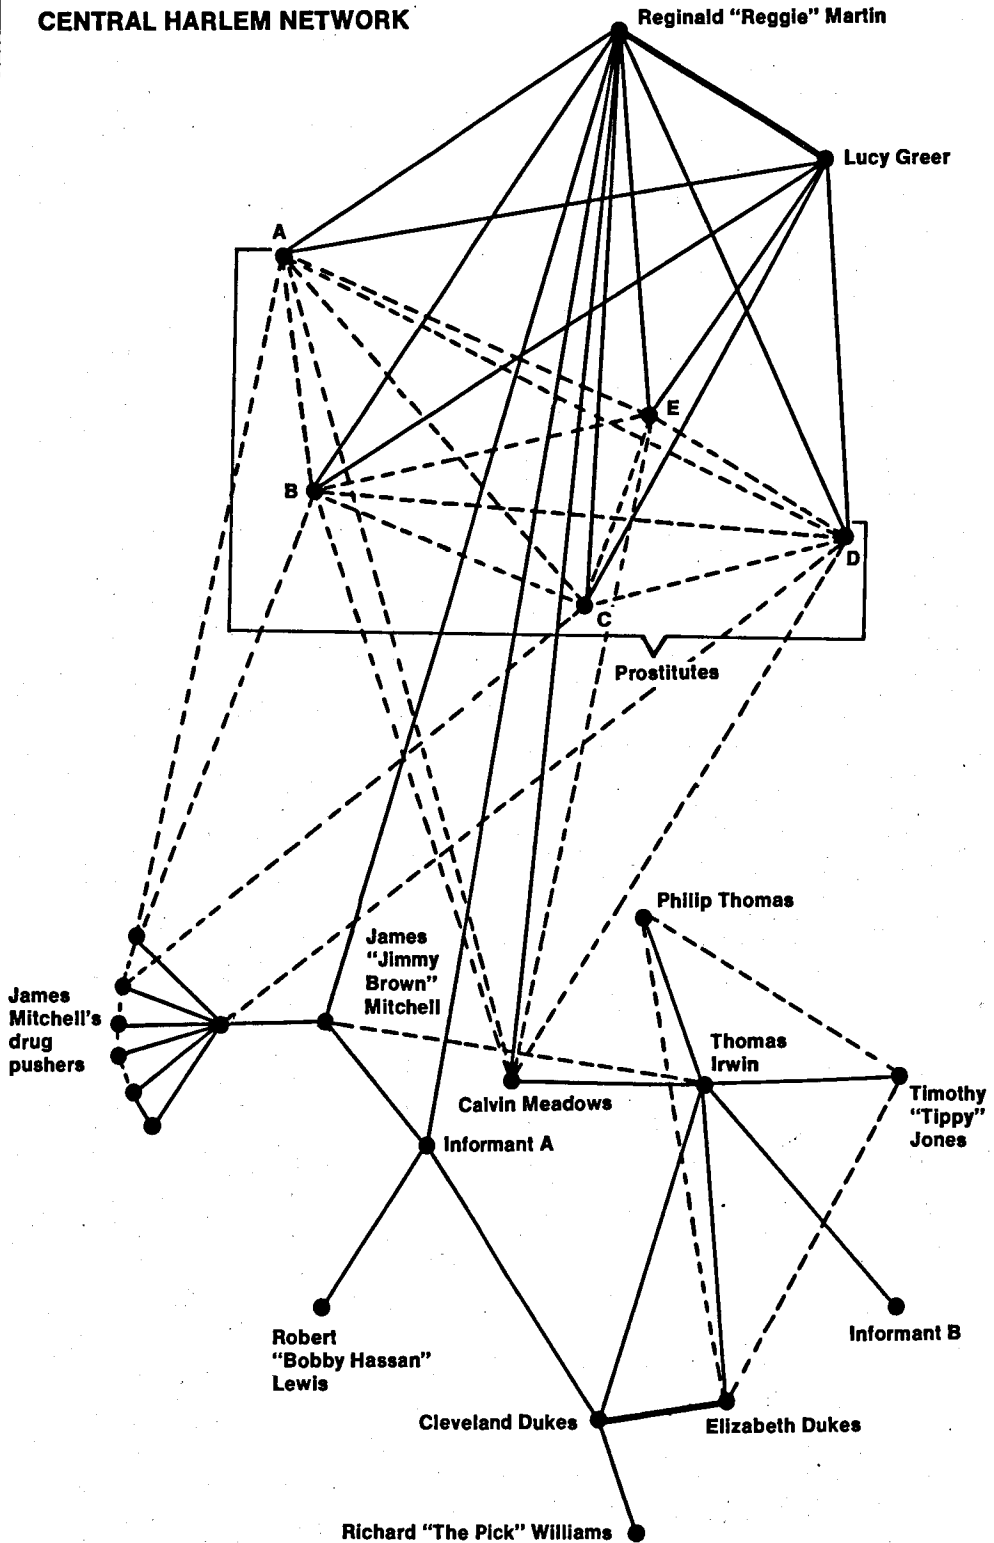 CENTRAL HARLEM NETWORK
Reginald “Reggie” Martin
Lucy Greer
A
E
B
D
C
Prostitutes
Philip Thomas
James
“Jimmy
Brown”
Mitchell
James
Mitchell’s
drug
pushers
Thomas
Irwin
Calvin Meadows
Timothy
“Tippy”
Jones
Informant A
Robert
“Bobby Hassan”
Lewis
Informant B
Cleveland Dukes
Elizabeth Dukes
Richard “The Pick” Williams